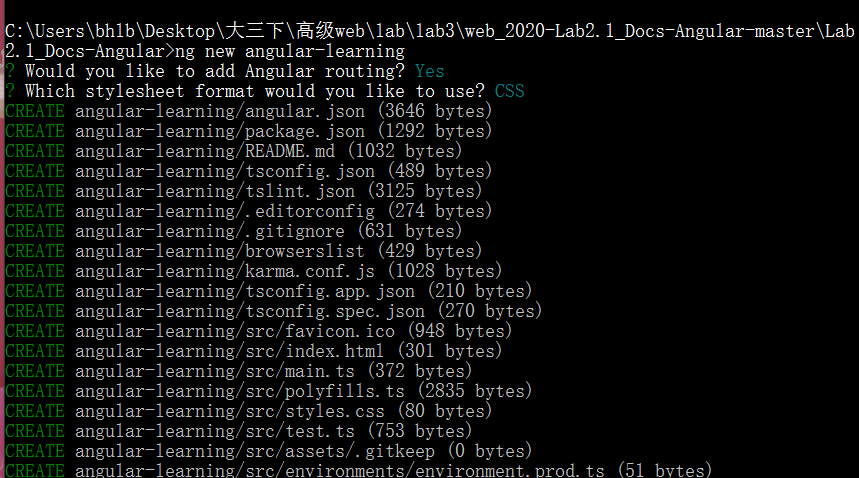 C:\Users\bhlb\Desktop\大三下\高级web\lab\lab3\web_2020-Lab2.1_Docs-Angular-master\Lab
2.1_Docs-Angular>ng new angular-learning
? Would you like to add Angular routing? Yes
? Which stylesheet format would you like to use? CSS
CREATE angular-learning/angular.json (3646 bytes)
CREATE angular-learning/package.json (1292 bytes)
CREATE angular-learning/README.md (1032 bytes)
CREATE angular-learning/tsconfig.json (489 bytes)
CREATE angular-learning/tslint.json (3125 bytes)
CREATE angular-learning/.editorconfig (274 bytes)
CREATE angular-learning/.gitignore (631 bytes)
CREATE angular-learning/browserslist (429 bytes)
CREATE angular-learning/karma.conf.js (1028 bytes)
CREATE angular-learning/tsconfig.app.json (210 bytes)
CREATE angular-learning/tsconfig.spec.json (270 bytes)
CREATE angular-learning/src/favicon.ico (948 bytes)
CREATE angular-learning/src/index.html (301 bytes)
CREATE angular-learning/src/main.ts (372 bytes)
CREATE angular-learning/src/polyfills.ts (2835 bytes)
CREATE angular-learning/src/styles.css (80 bytes)
CREATE angular-learning/src/test.ts (753 bytes)
CREATE angular-learning/src/assets/.gitkeep (0 bytes)
CREATE angular-learning/src/environments/environment.prod.ts (51 bytes)